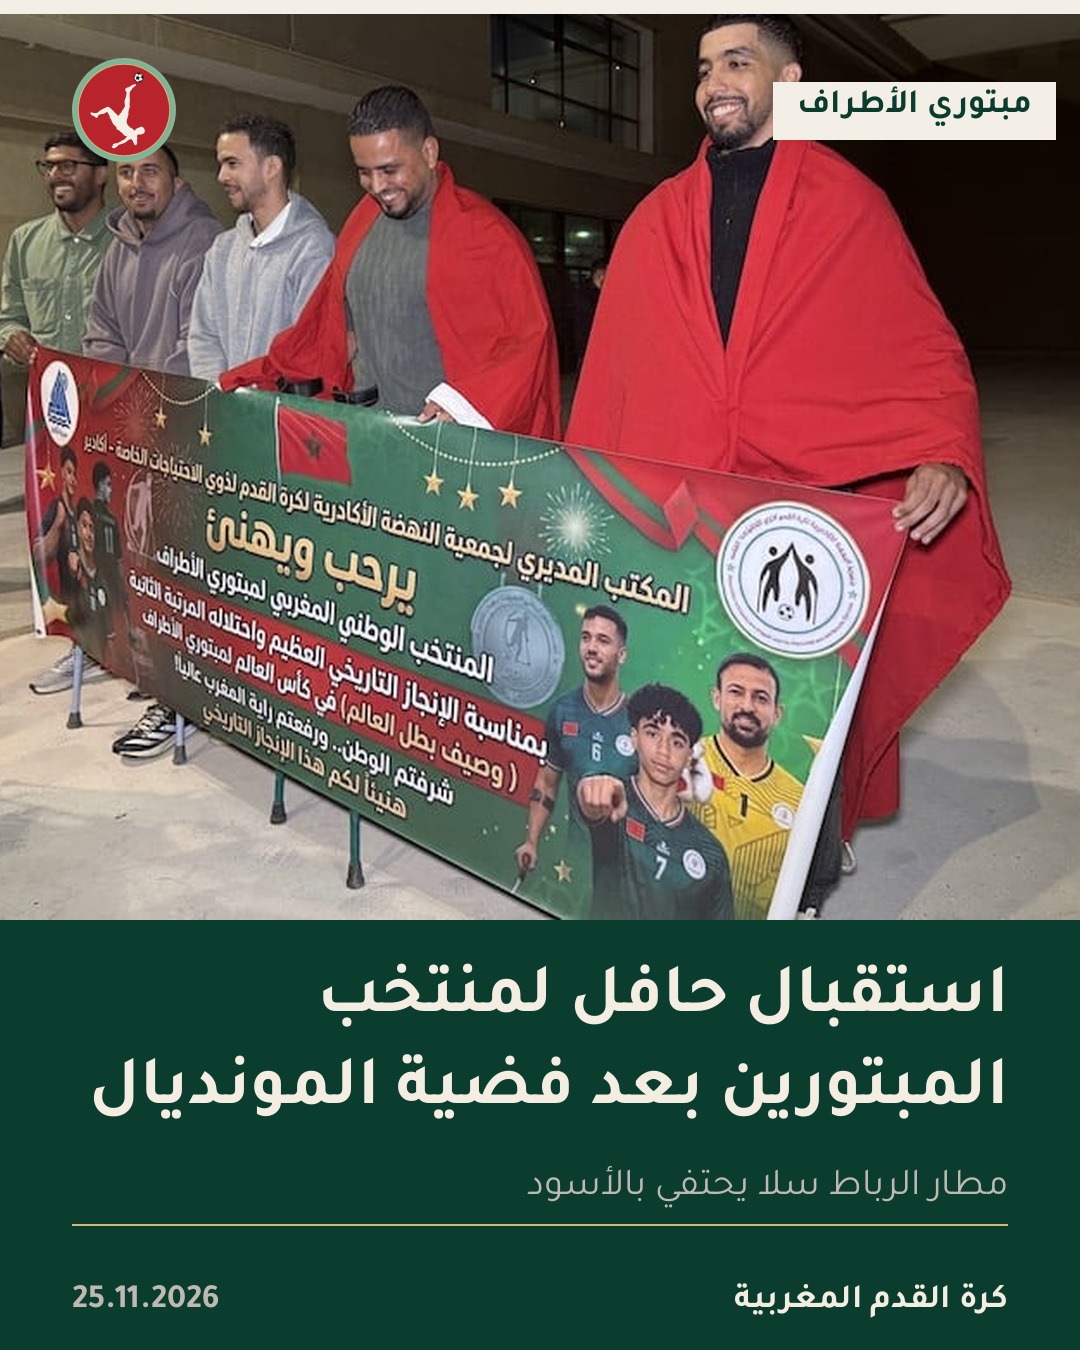 مبتوري الأطراف
المكتب المديري لجمعية النهضة الأكادرية لكرة القدم لذوي الاحتياجات الخاصة - أكادير
يرحب ويهنئ
المنتخب الوطني المغربي لمبتوري الأطراف
بمناسبة الإنجاز التاريخي العظيم واحتلاله المرتبة الثانية
( وصيف بطل العالم) في كأس العالم لمبتوري الأطراف
شرفتم الوطن.. ورفعتم راية المغرب عالياً!
هنيئاً لكم هذا الإنجاز التاريخي
6
7
1
استقبال حافل لمنتخب
المبتورين بعد فضية المونديال
مطار الرباط سلا يحتفي بالأسود
كرة القدم المغربية
25.11.2026